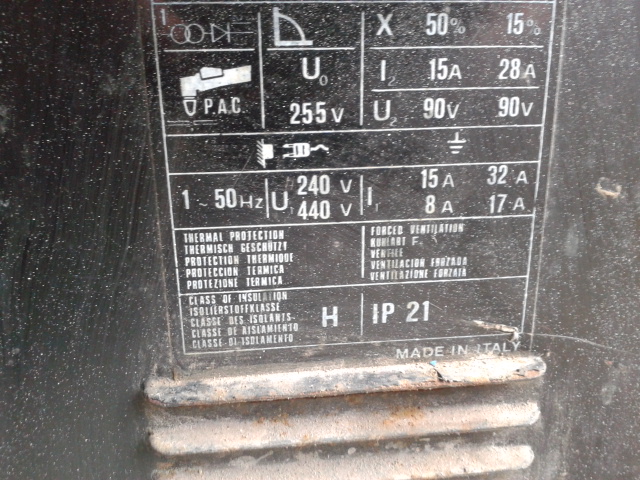 1
X 50% 15%
U0 I2 15A 28A
P.A.C. 255V U2 90V 90V
1~50Hz U1 240 V I1 15 A 32 A
440 V 8 A 17 A
THERMAL PROTECTION
THERMISCH GESCHÜTZT
PROTECTION THERMIQUE
PROTECCION TERMICA
PROTEZIONE TERMICA
FORCED VENTILATION
KUHLART F
VENTILE
VENTILACION FORZADA
VENTILAZIONE FORZATA
CLASS OF INSULATION
ISOLIERSTOFFKLASSE
CLASSE DES ISOLANTS
CLASSE DE AISLAMIENTO
CLASSE DI ISOLAMENTO
H
IP 21
MADE IN ITALY